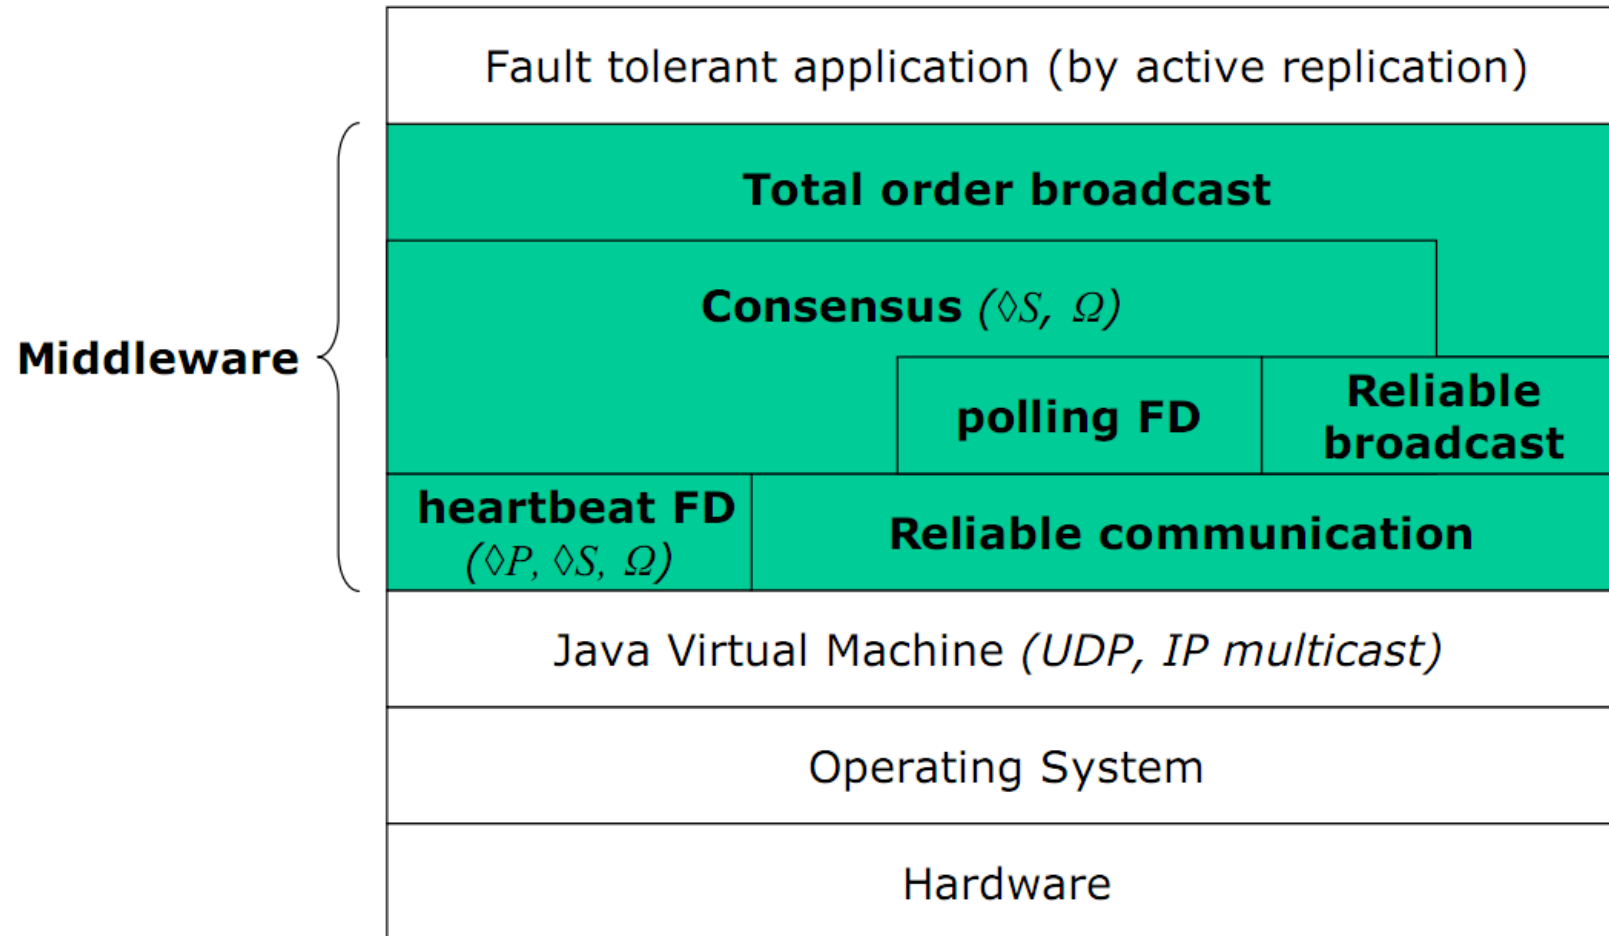 Fault tolerant application (by active replication)
Total order broadcast
Consensus (◊S, Ω)
Middleware
polling FD
Reliable
broadcast
heartbeat FD
(◊P, ◊S, Ω)
Reliable communication
Java Virtual Machine (UDP, IP multicast)
Operating System
Hardware